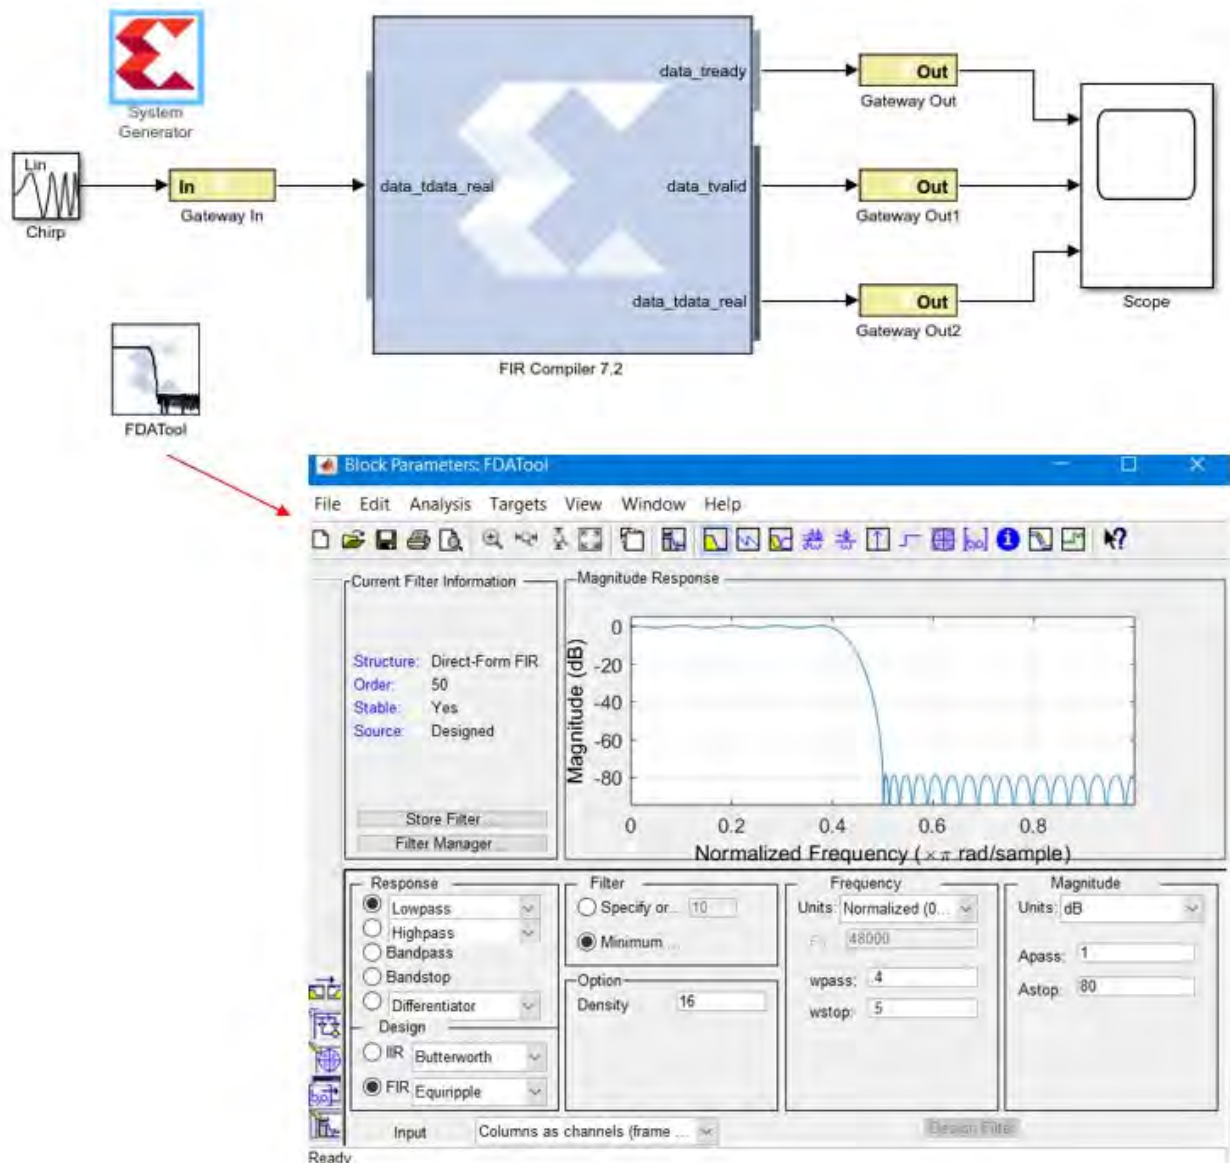 System
Generator
Lin
Chirp
In
Gateway In
data_tdata_real
data_tready
data_tvalid
data_tdata_real
FIR Compiler 7.2
Out
Gateway Out
Out
Gateway Out1
Out
Gateway Out2
Scope
FDATool
Block Parameters: FDATool
File Edit Analysis Targets View Window Help
Current Filter Information
Structure: Direct-Form FIR
Order: 50
Stable: Yes
Source: Designed
Store Filter ...
Filter Manager ...
Magnitude Response
Magnitude (dB)
0
-20
-40
-60
-80
0 0.2 0.4 0.6 0.8
Normalized Frequency (×π rad/sample)
Response
Lowpass
Highpass
Bandpass
Bandstop
Differentiator
Design
IIR Butterworth
FIR Equiripple
Filter
Specify or... 10
Minimum ...
Option
Density 16
Frequency
Units: Normalized (0...
48000
wpass: .4
wstop: .5
Magnitude
Units: dB
Apass: 1
Astop: 80
Input Columns as channels (frame ...
Design Filter
Ready